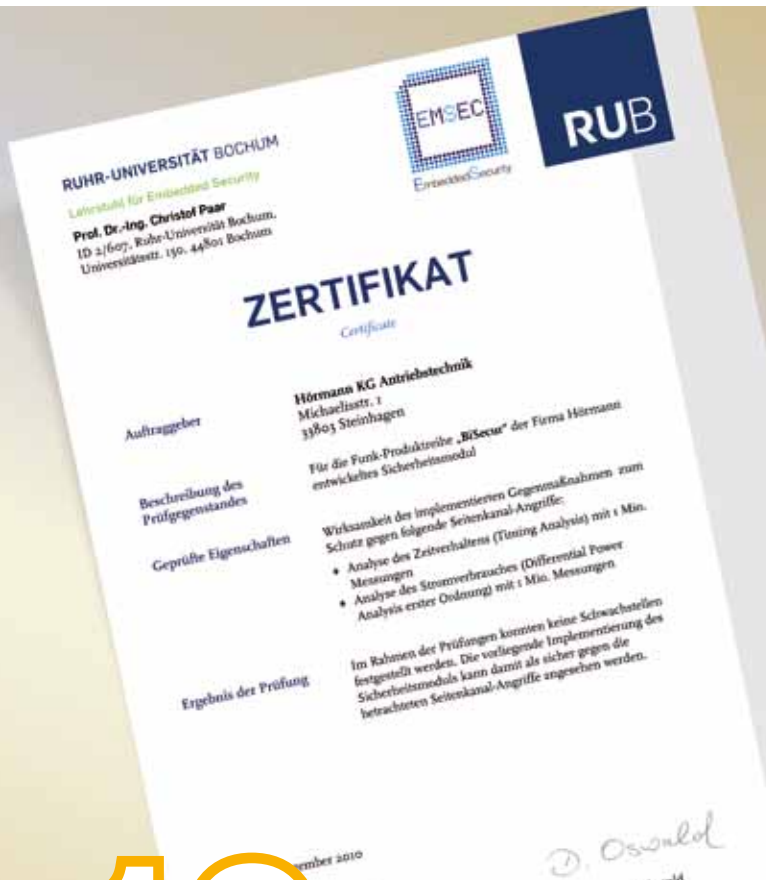 EMSEC
EmbeddedSecurity
RUB
RUHR-UNIVERSITÄT BOCHUM
Lehrstuhl für Embedded Security
Prof. Dr.-Ing. Christof Paar
ID 2/607, Ruhr-Universität Bochum,
Universitätsstr. 150, 44801 Bochum
ZERTIFIKAT
Certificate
Auftraggeber
Hörmann KG Antriebstechnik
Michaelisstr. 1
33803 Steinhagen
Beschreibung des
Prüfgegenstandes
Für die Funk-Produktreihe „BiSecur" der Firma Hörmann
entwickeltes Sicherheitsmodul
Geprüfte Eigenschaften
Wirksamkeit der implementierten Gegenmaßnahmen zum
Schutz gegen folgende Seitenkanal-Angriffe:
• Analyse des Zeitverhaltens (Timing Analysis) mit 1 Mio.
Messungen
• Analyse des Stromverbrauches (Differential Power
Analysis erster Ordnung) mit 1 Mio. Messungen
Ergebnis der Prüfung
Im Rahmen der Prüfungen konnten keine Schwachstellen
festgestellt werden. Die vorliegende Implementierung des
Sicherheitsmoduls kann damit als sicher gegen die
betrachteten Seitenkanal-Angriffe angesehen werden.
ember 2010
D. Oswald
10